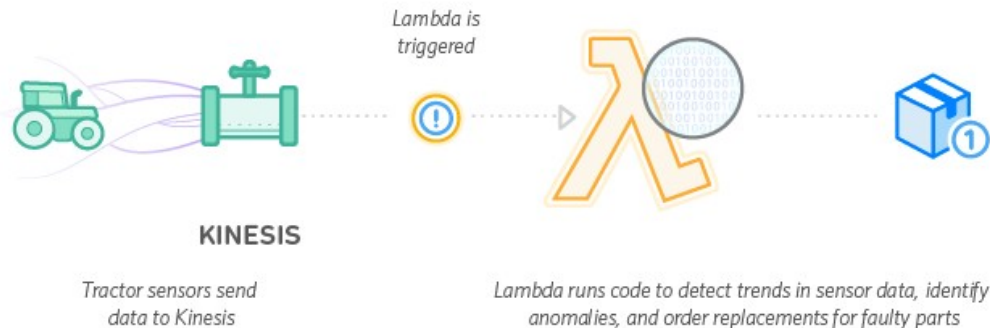 Lambda is
triggered
1
KINESIS
Tractor sensors send
data to Kinesis
Lambda runs code to detect trends in sensor data, identify
anomalies, and order replacements for faulty parts